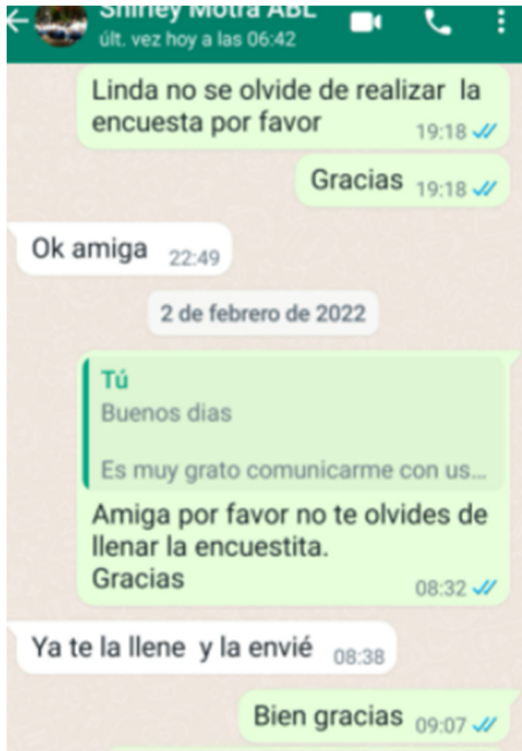 Shirley Motra ABL
últ. vez hoy a las 06:42
Linda no se olvide de realizar la
encuesta por favor
19:18
Gracias 19:18
Ok amiga 22:49
2 de febrero de 2022
Tú
Buenos dias
Es muy grato comunicarme con us...
Amiga por favor no te olvides de
llenar la encuestita.
Gracias
08:32
Ya te la llene y la envié 08:38
Bien gracias 09:07